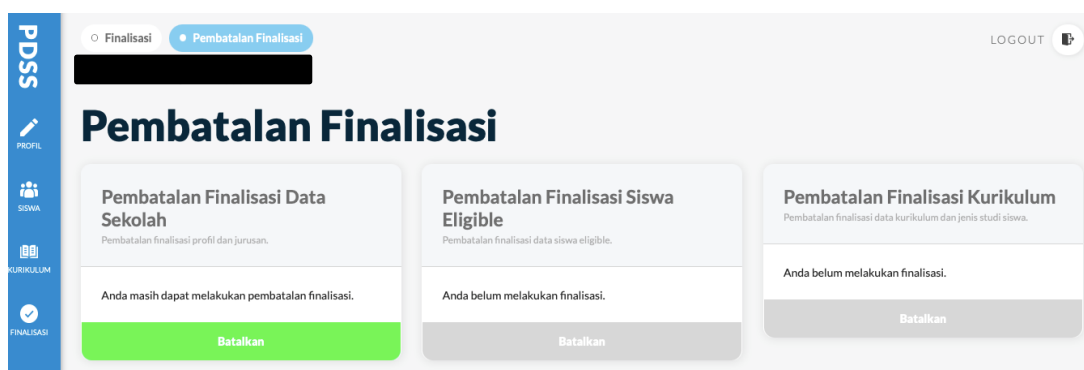 PDSS
PROFIL
SISWA
KURIKULUM
FINALISASI
Finalisasi
Pembatalan Finalisasi
LOGOUT
Pembatalan Finalisasi
Pembatalan Finalisasi Data
Sekolah
Pembatalan finalisasi profil dan jurusan.
Anda masih dapat melakukan pembatalan finalisasi.
Batalkan
Pembatalan Finalisasi Siswa
Eligible
Pembatalan finalisasi data siswa eligible.
Anda belum melakukan finalisasi.
Batalkan
Pembatalan Finalisasi Kurikulum
Pembatalan finalisasi data kurikulum dan jenis studi siswa.
Anda belum melakukan finalisasi.
Batalkan